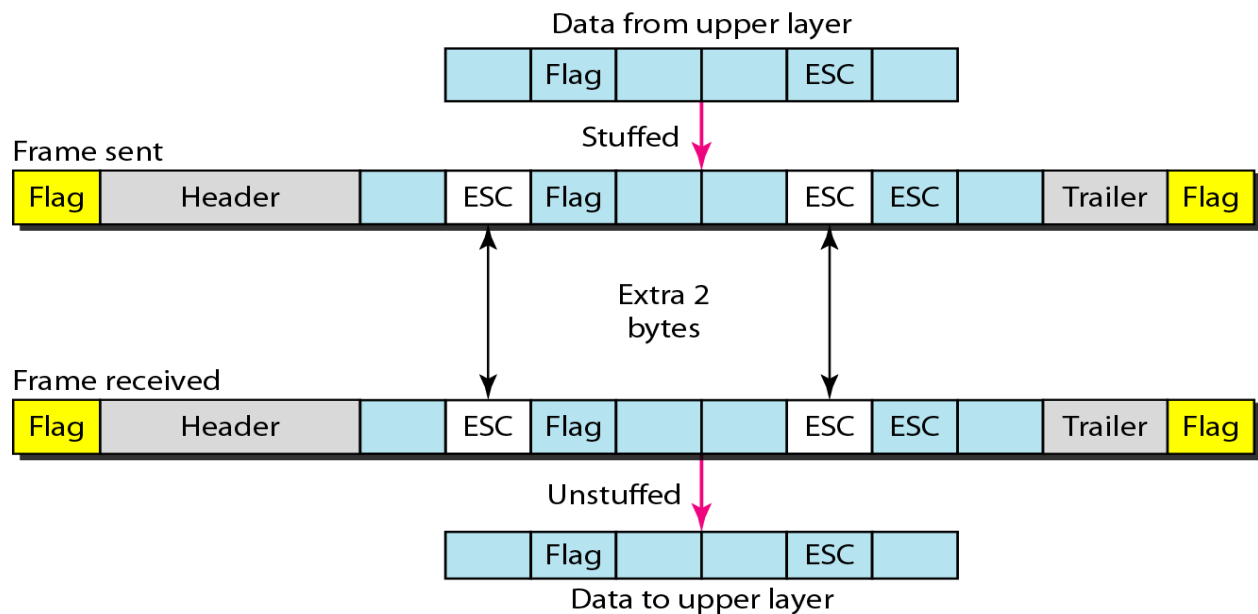 Data from upper layer
Flag ESC
Stuffed
Frame sent
Flag Header ESC Flag ESC ESC Trailer Flag
Extra 2
bytes
Frame received
Flag Header ESC Flag ESC ESC Trailer Flag
Unstuffed
Flag ESC
Data to upper layer